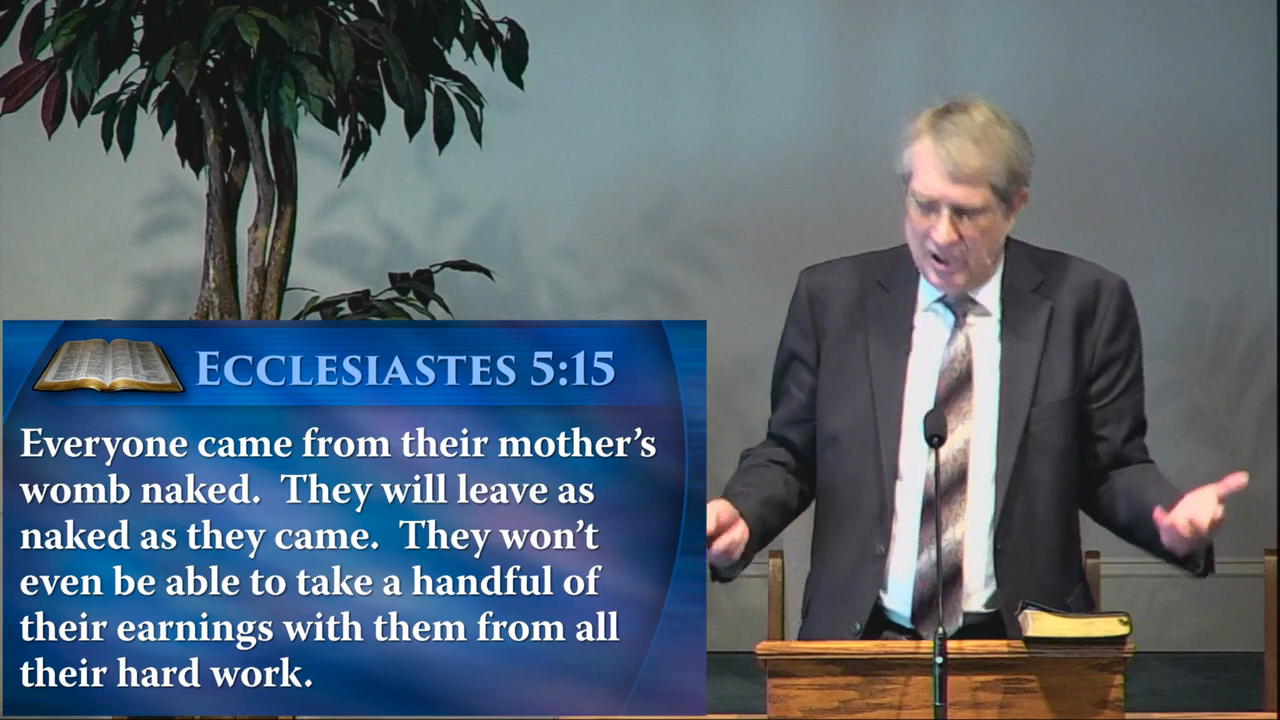 ECCLESIASTES 5:15
Everyone came from their mother’s
womb naked.  They will leave as
naked as they came.  They won’t
even be able to take a handful of
their earnings with them from all
their hard work.